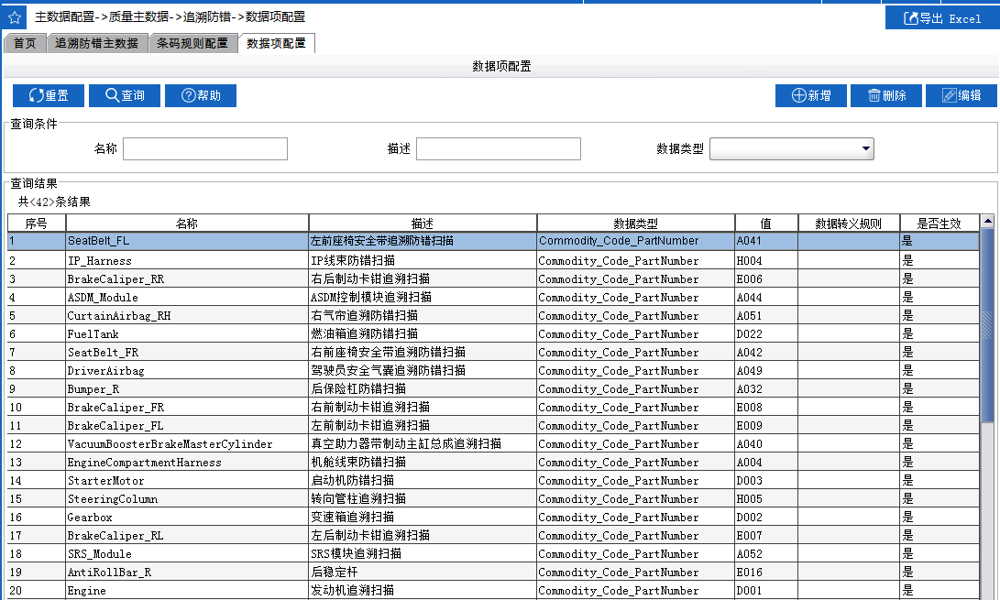 主数据配置->质量主数据->追溯防错->数据项配置
导出 Excel
首页 追溯防错主数据 条码规则配置 数据项配置
数据项配置
重置 查询 帮助 新增 删除 编辑
查询条件
名称 描述 数据类型
查询结果
共<42>条结果
序号 名称 描述 数据类型 值 数据转义规则 是否生效
1 SeatBelt_FL 左前座椅安全带追溯防错扫描 Commodity_Code_PartNumber A041 是
2 IP_Harness IP线束防错扫描 Commodity_Code_PartNumber H004 是
3 BrakeCaliper_RR 右后制动卡钳追溯扫描 Commodity_Code_PartNumber E006 是
4 ASDM_Module ASDM控制模块追溯扫描 Commodity_Code_PartNumber A044 是
5 CurtainAirbag_RH 右气帘追溯防错扫描 Commodity_Code_PartNumber A051 是
6 FuelTank 燃油箱追溯防错扫描 Commodity_Code_PartNumber D022 是
7 SeatBelt_FR 右前座椅安全带追溯防错扫描 Commodity_Code_PartNumber A042 是
8 DriverAirbag 驾驶员安全气囊追溯防错扫描 Commodity_Code_PartNumber A049 是
9 Bumper_R 后保险杠防错扫描 Commodity_Code_PartNumber A032 是
10 BrakeCaliper_FR 右前制动卡钳追溯扫描 Commodity_Code_PartNumber E008 是
11 BrakeCaliper_FL 左前制动卡钳追溯扫描 Commodity_Code_PartNumber E009 是
12 VacuumBoosterBrakeMasterCylinder 真空助力器带制动主缸总成追溯扫描 Commodity_Code_PartNumber A040 是
13 EngineCompartmentHarness 机舱线束防错扫描 Commodity_Code_PartNumber A004 是
14 StarterMotor 启动机防错扫描 Commodity_Code_PartNumber D003 是
15 SteeringColumn 转向管柱追溯扫描 Commodity_Code_PartNumber H005 是
16 Gearbox 变速箱追溯扫描 Commodity_Code_PartNumber D002 是
17 BrakeCaliper_RL 左后制动卡钳追溯扫描 Commodity_Code_PartNumber E007 是
18 SRS_Module SRS模块追溯扫描 Commodity_Code_PartNumber A052 是
19 AntiRollBar_R 后稳定杆 Commodity_Code_PartNumber E016 是
20 Engine 发动机追溯扫描 Commodity_Code_PartNumber D001 是